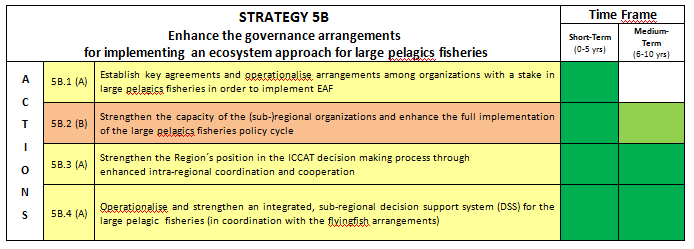 STRATEGY 5B
Enhance the governance arrangements
for implementing an ecosystem approach for large pelagics fisheries
Time Frame
Short-Term
(0-5 yrs)
Medium-
Term
(6-10 yrs)
A
C
T
I
O
N
S
5B.1 (A)
Establish key agreements and operationalise arrangements among organizations with a stake in
large pelagics fisheries in order to implement EAF
5B.2 (B)
Strengthen the capacity of the (sub-)regional organizations and enhance the full implementation
of the large pelagics fisheries policy cycle
5B.3 (A)
Strengthen the Region´s position in the ICCAT decision making process through
enhanced intra-regional coordination and cooperation
5B.4 (A)
Operationalise and strengthen an integrated, sub-regional decision support system (DSS) for the
large pelagic fisheries (in coordination with the flyingfish arrangements)